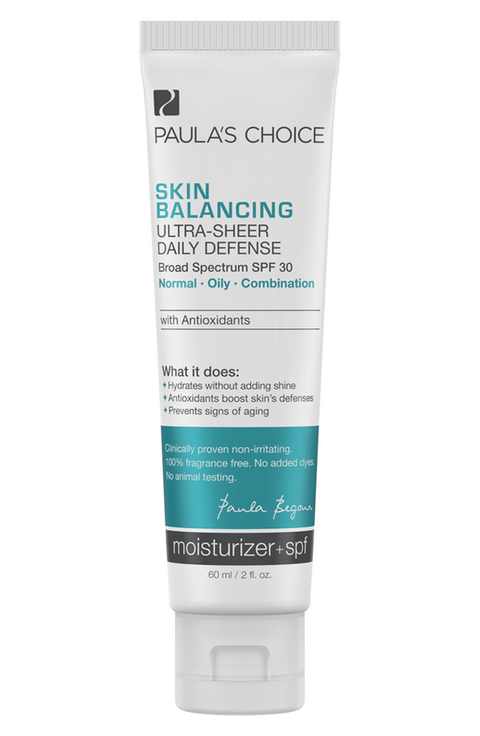 PAULA'S CHOICE
SKIN
BALANCING
ULTRA-SHEER
DAILY DEFENSE
Broad Spectrum SPF 30
Normal • Oily • Combination
with Antioxidants
What it does:
+Hydrates without adding shine
+Antioxidants boost skin's defenses
+Prevents signs of aging
Clinically proven non-irritating.
100% fragrance free. No added dyes.
No animal testing.
Paula Begoun
moisturizer+spf
60 ml / 2 fl. oz.